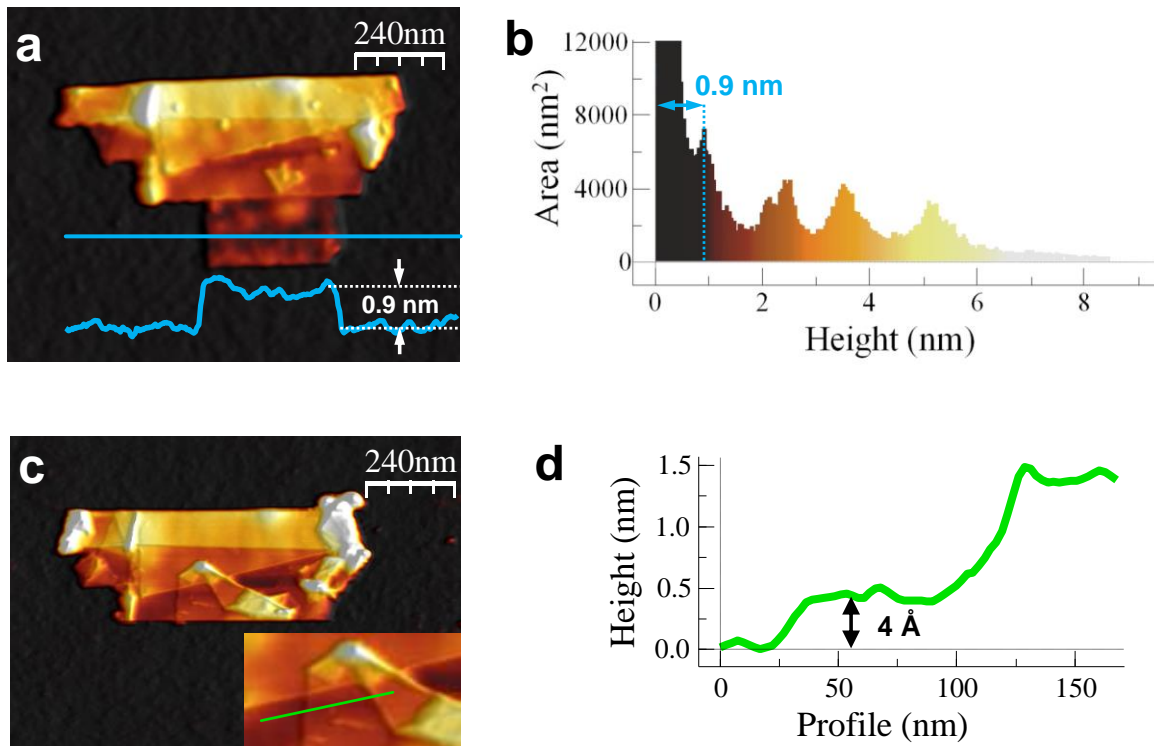 a
240nm
0.9 nm
b
12000
8000
4000
0
Area (nm²)
0.9 nm
0
2
4
6
8
Height (nm)
c
240nm
d
1.5
1.0
0.5
0.0
Height (nm)
4 Å
0
50
100
150
Profile (nm)